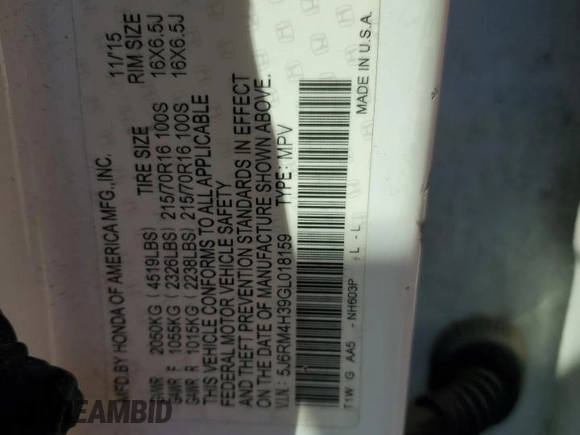 MFD.BY HONDA OF AMERICA MFG.,INC. 11/15
GVWR 2050KG (4519LBS) TIRE SIZE RIM SIZE
GAWR F 1055KG (2326LBS) 215/70R16 100S 16X6.5J
GAWR R 1015KG (2238LBS) 215/70R16 100S 16X6.5J
THIS VEHICLE CONFORMS TO ALL APPLICABLE
FEDERAL MOTOR VEHICLE SAFETY
AND THEFT PREVENTION STANDARDS IN EFFECT
ON THE DATE OF MANUFACTURE SHOWN ABOVE.
V.I.N.: 5J6RM4H39GL018159 TYPE: MPV
T1W G AA5 - NH603P L - L
MADE IN U.S.A.